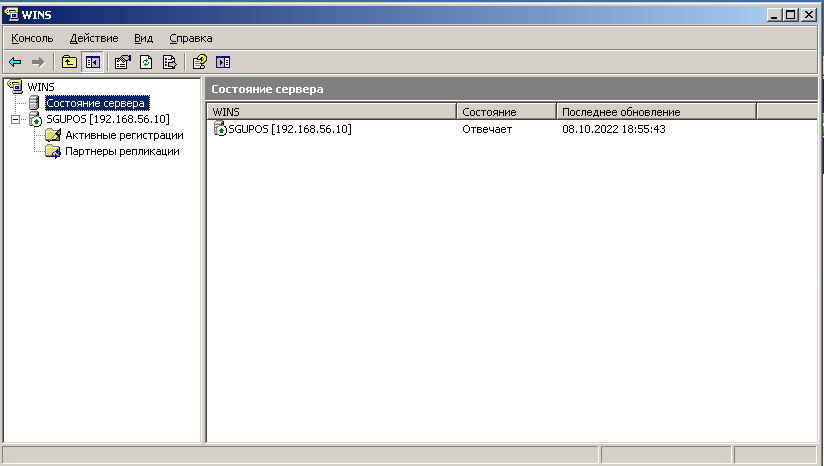 WINS
Консоль Действие Вид Справка
WINS
Состояние сервера
SGUPOS [192.168.56.10]
Активные регистрации
Партнеры репликации
Состояние сервера
WINS Состояние Последнее обновление
SGUPOS [192.168.56.10] Отвечает 08.10.2022 18:55:43